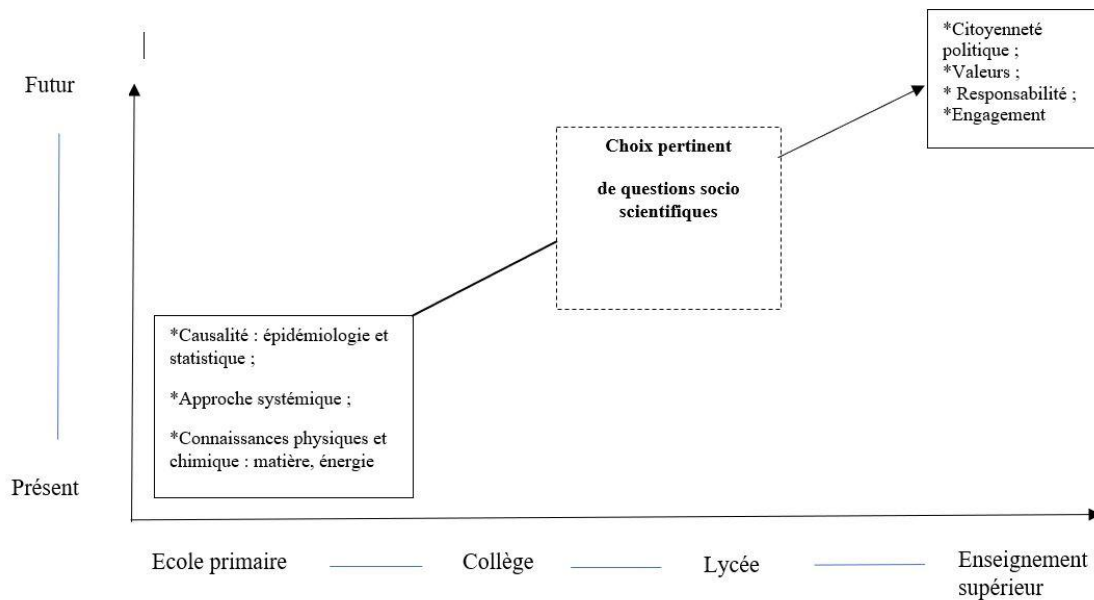 *Citoyenneté
politique ;
*Valeurs ;
* Responsabilité ;
*Engagement
Futur
Choix pertinent
de questions socio
scientifiques
*Causalité : épidémiologie et
statistique ;
*Approche systémique ;
*Connaissances physiques et
chimique : matière, énergie
Présent
Ecole primaire
Collège
Lycée
Enseignement
supérieur